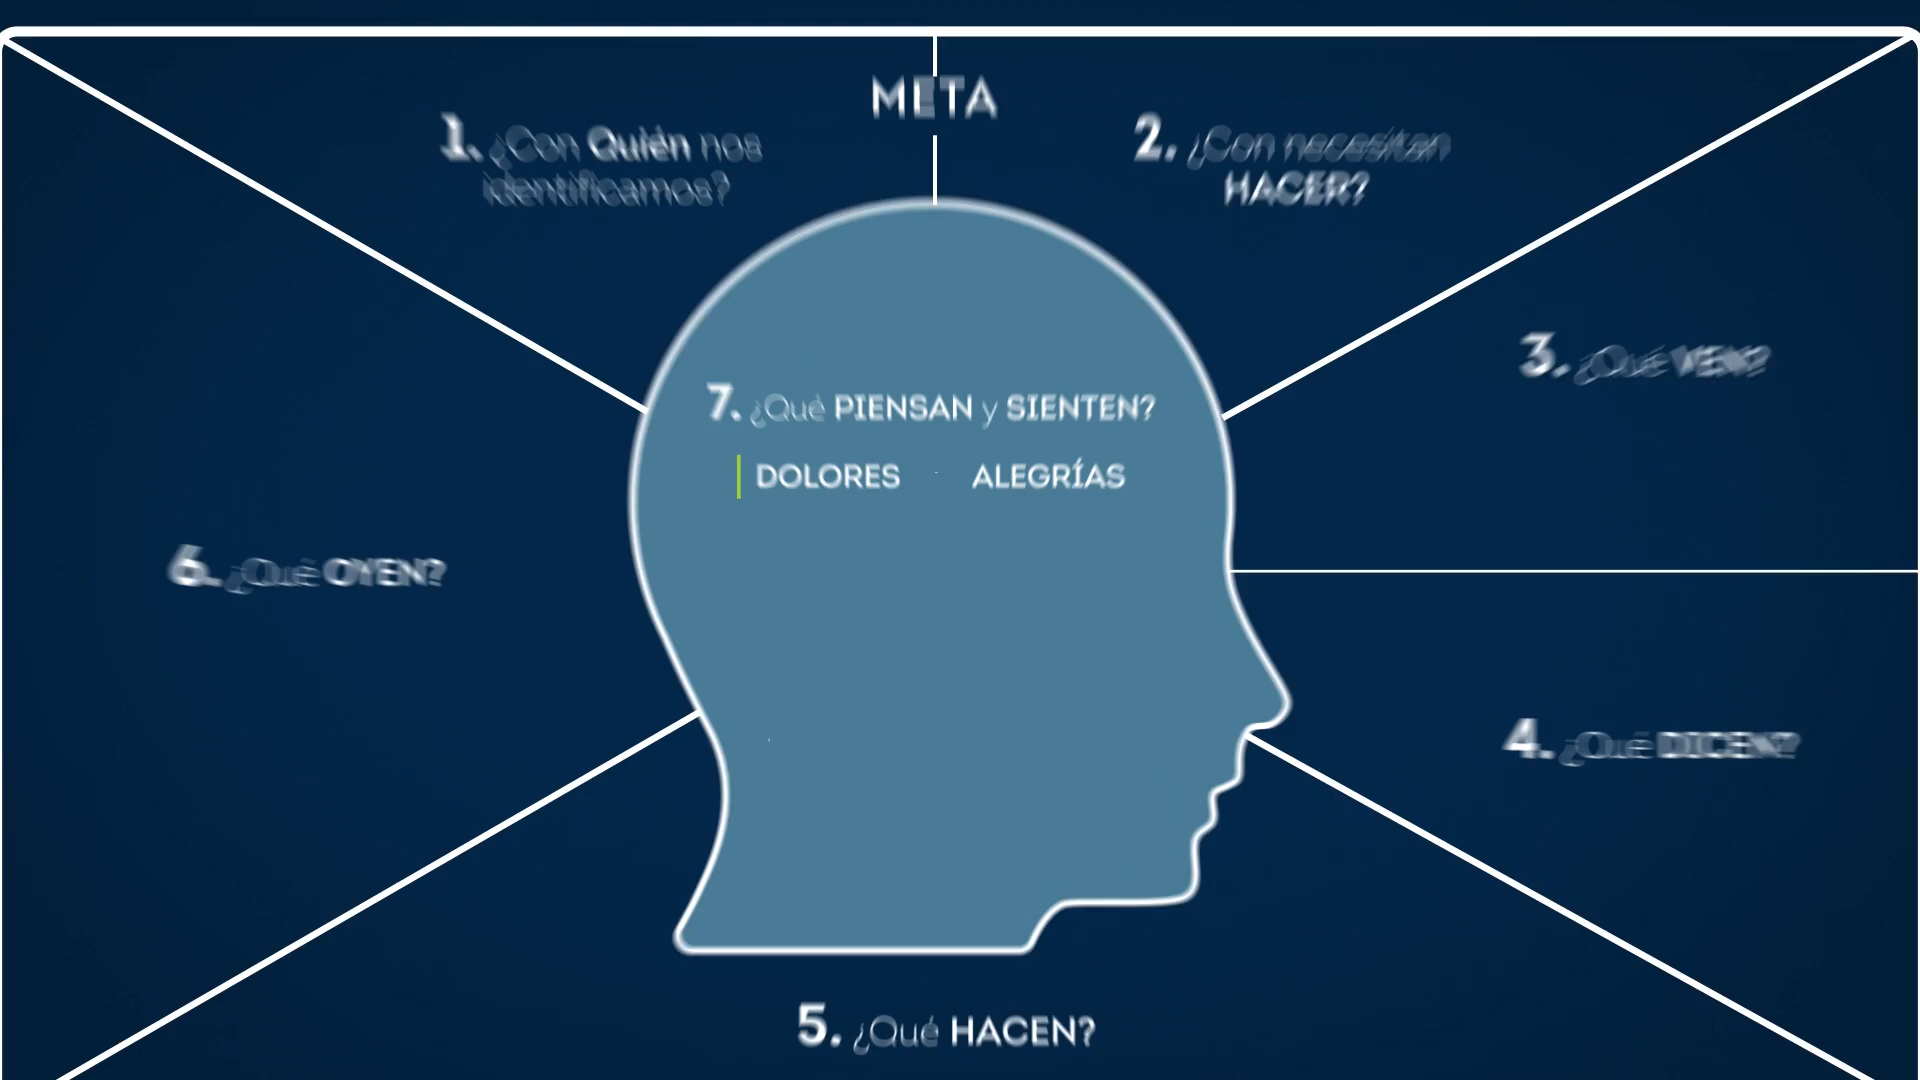 META
1. ¿Con Quién nos
identificamos?
2. ¿Con necesitan
HACER?
3. ¿Qué VEN?
7. ¿Qué PIENSAN y SIENTEN?
DOLORES ALEGRÍAS
6. ¿Qué OYEN?
4. ¿Qué DICEN?
5. ¿Qué HACEN?